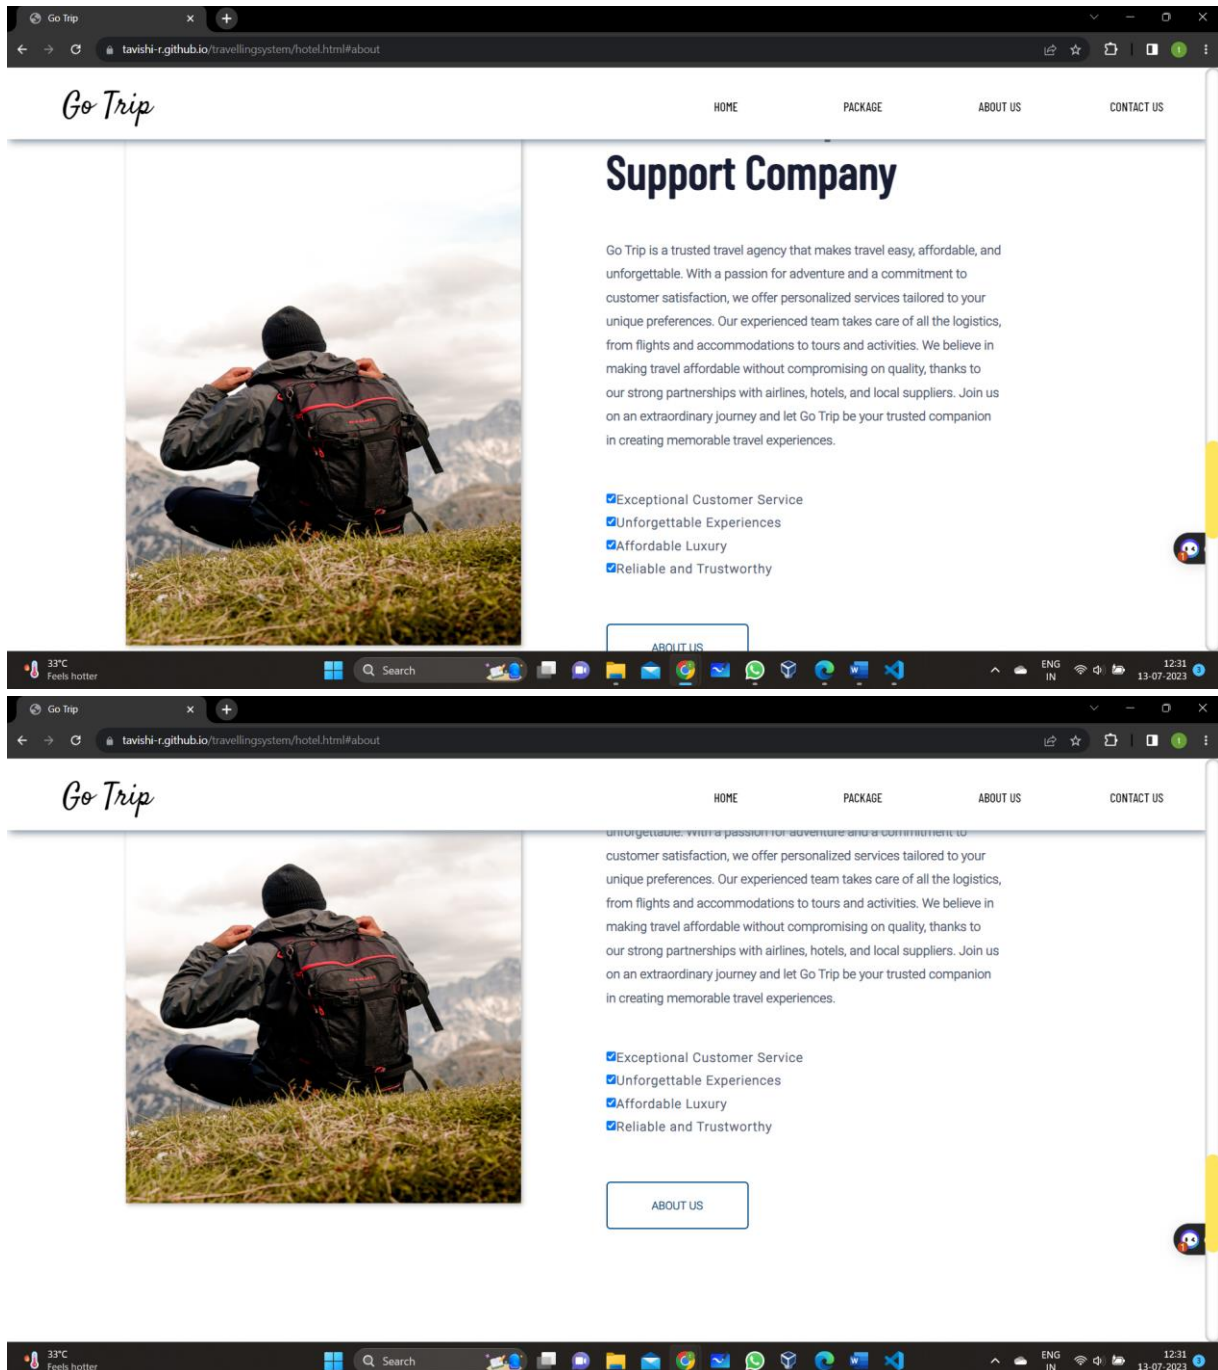 Go Trip
tavishi-r.github.io/travellingsystem/hotel.html#about
Go Trip
HOME PACKAGE ABOUT US CONTACT US
Support Company
Go Trip is a trusted travel agency that makes travel easy, affordable, and
unforgettable. With a passion for adventure and a commitment to
customer satisfaction, we offer personalized services tailored to your
unique preferences. Our experienced team takes care of all the logistics,
from flights and accommodations to tours and activities. We believe in
making travel affordable without compromising on quality, thanks to
our strong partnerships with airlines, hotels, and local suppliers. Join us
on an extraordinary journey and let Go Trip be your trusted companion
in creating memorable travel experiences.
Exceptional Customer Service
Unforgettable Experiences
Affordable Luxury
Reliable and Trustworthy
ABOUT US
33°C
Feels hotter
Search
ENG
IN
12:31
13-07-2023
3
Go Trip
tavishi-r.github.io/travellingsystem/hotel.html#about
Go Trip
HOME PACKAGE ABOUT US CONTACT US
unforgettable. With a passion for adventure and a commitment to
customer satisfaction, we offer personalized services tailored to your
unique preferences. Our experienced team takes care of all the logistics,
from flights and accommodations to tours and activities. We believe in
making travel affordable without compromising on quality, thanks to
our strong partnerships with airlines, hotels, and local suppliers. Join us
on an extraordinary journey and let Go Trip be your trusted companion
in creating memorable travel experiences.
Exceptional Customer Service
Unforgettable Experiences
Affordable Luxury
Reliable and Trustworthy
ABOUT US
33°C
Feels hotter
Search
ENG
IN
12:31
13-07-2023
3